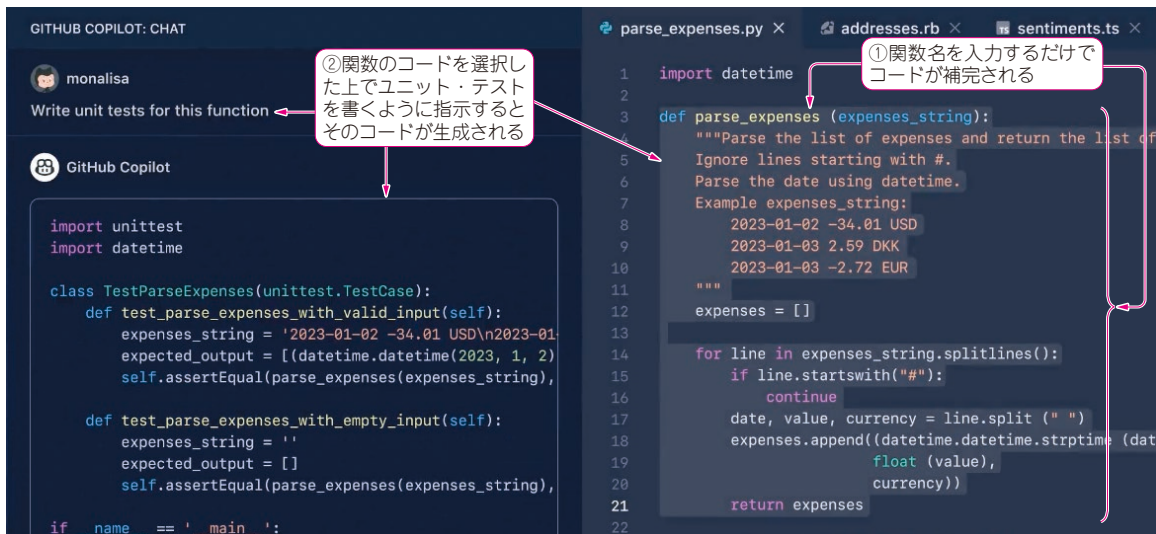 GITHUB COPILOT: CHAT
monalisa
Write unit tests for this function
②関数のコードを選択し
た上でユニット・テスト
を書くように指示すると
そのコードが生成される
GitHub Copilot
import unittest
import datetime
class TestParseExpenses(unittest.TestCase):
def test_parse_expenses_with_valid_input(self):
expenses_string = '2023-01-02 -34.01 USD\n2023-01-
expected_output = [(datetime.datetime(2023, 1, 2)
self.assertEqual(parse_expenses(expenses_string),
def test_parse_expenses_with_empty_input(self):
expenses_string = ''
expected_output = []
self.assertEqual(parse_expenses(expenses_string),
if __name__ == '__main__':
parse_expenses.py ×
addresses.rb ×
TS sentiments.ts ×
①関数名を入力するだけで
コードが補完される
1 import datetime
2
3 def parse_expenses (expenses_string):
4 """Parse the list of expenses and return the list of
5 Ignore lines starting with #.
6 Parse the date using datetime.
7 Example expenses_string:
8 2023-01-02 -34.01 USD
9 2023-01-03 2.59 DKK
10 2023-01-03 -2.72 EUR
11 """
12 expenses = []
13
14 for line in expenses_string.splitlines():
15 if line.startswith("#"):
16 continue
17 date, value, currency = line.split (" ")
18 expenses.append((datetime.datetime.strptime (dat
19 float (value),
20 currency))
21 return expenses
22